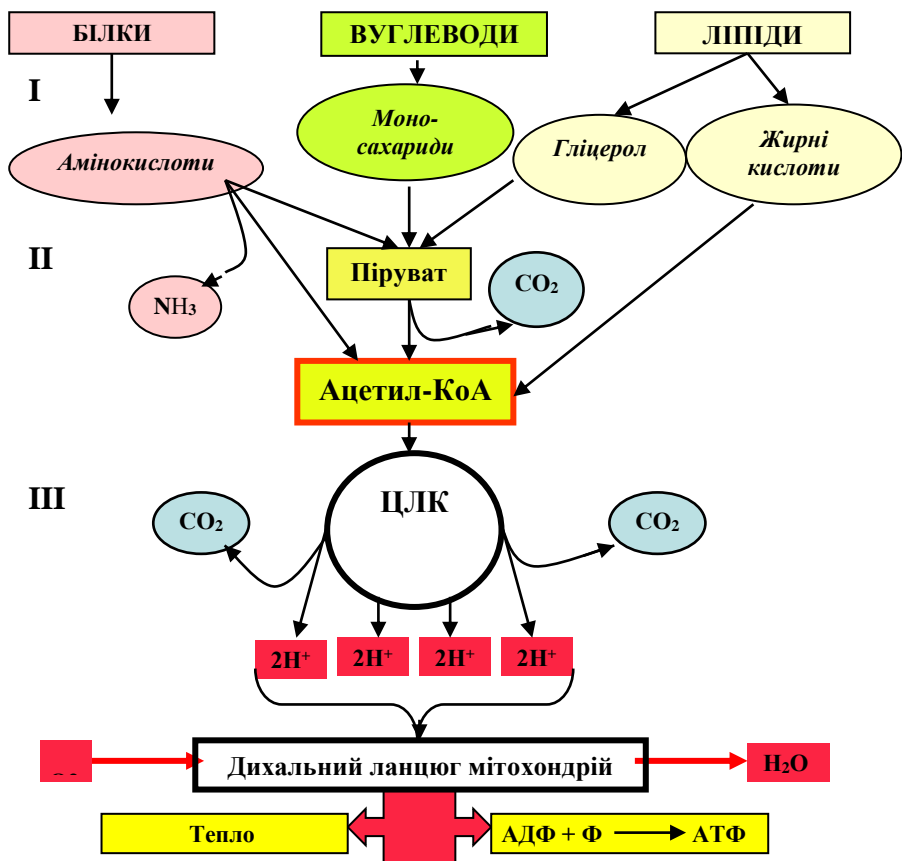 БІЛКИ
ВУГЛЕВОДИ
ЛІПІДИ
I
Амінокислоти
Моно-
сахариди
Гліцерол
Жирні
кислоти
II
NH₃
Піруват
CO₂
Ацетил-КоА
III
CO₂
ЦЛК
CO₂
2H⁺
2H⁺
2H⁺
2H⁺
Дихальний ланцюг мітохондрій
H₂O
Тепло
АДФ + Ф → АТФ